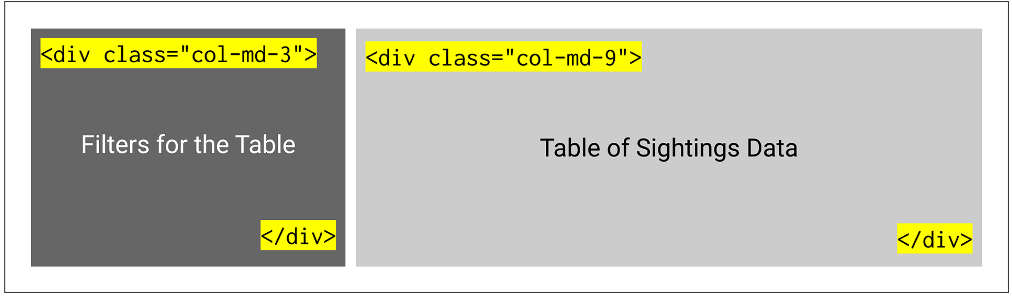 <div class="col-md-3">
Filters for the Table
</div>
<div class="col-md-9">
Table of Sightings Data
</div>